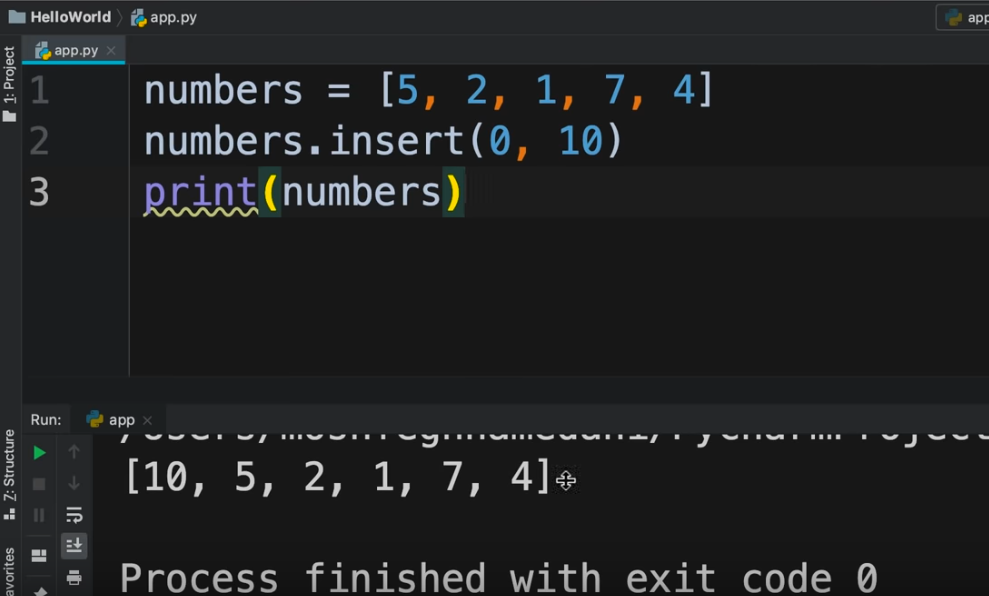 HelloWorld app.py app
1: Project
app.py
1 numbers = [5, 2, 1, 7, 4]
2 numbers.insert(0, 10)
3 print(numbers)
Run: app
[10, 5, 2, 1, 7, 4]
Z: Structure
Process finished with exit code 0